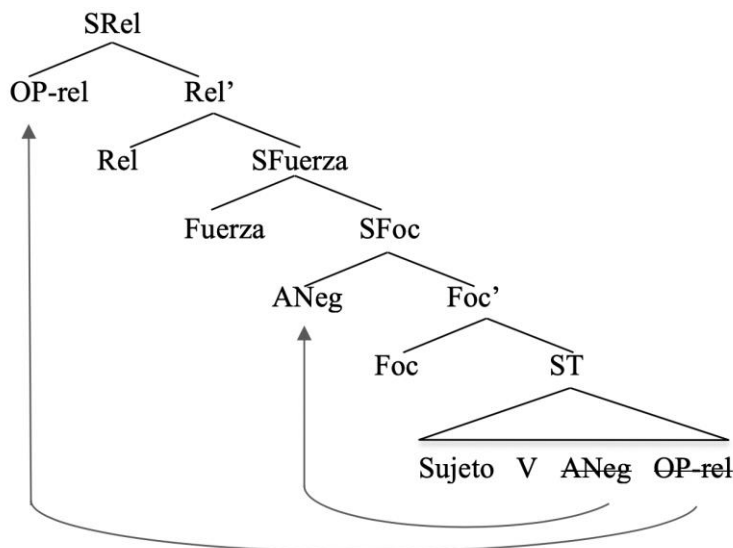 SRel
OP-rel Rel’
Rel SFuerza
Fuerza SFoc
ANeg Foc’
Foc ST
Sujeto V ANeg OP-rel